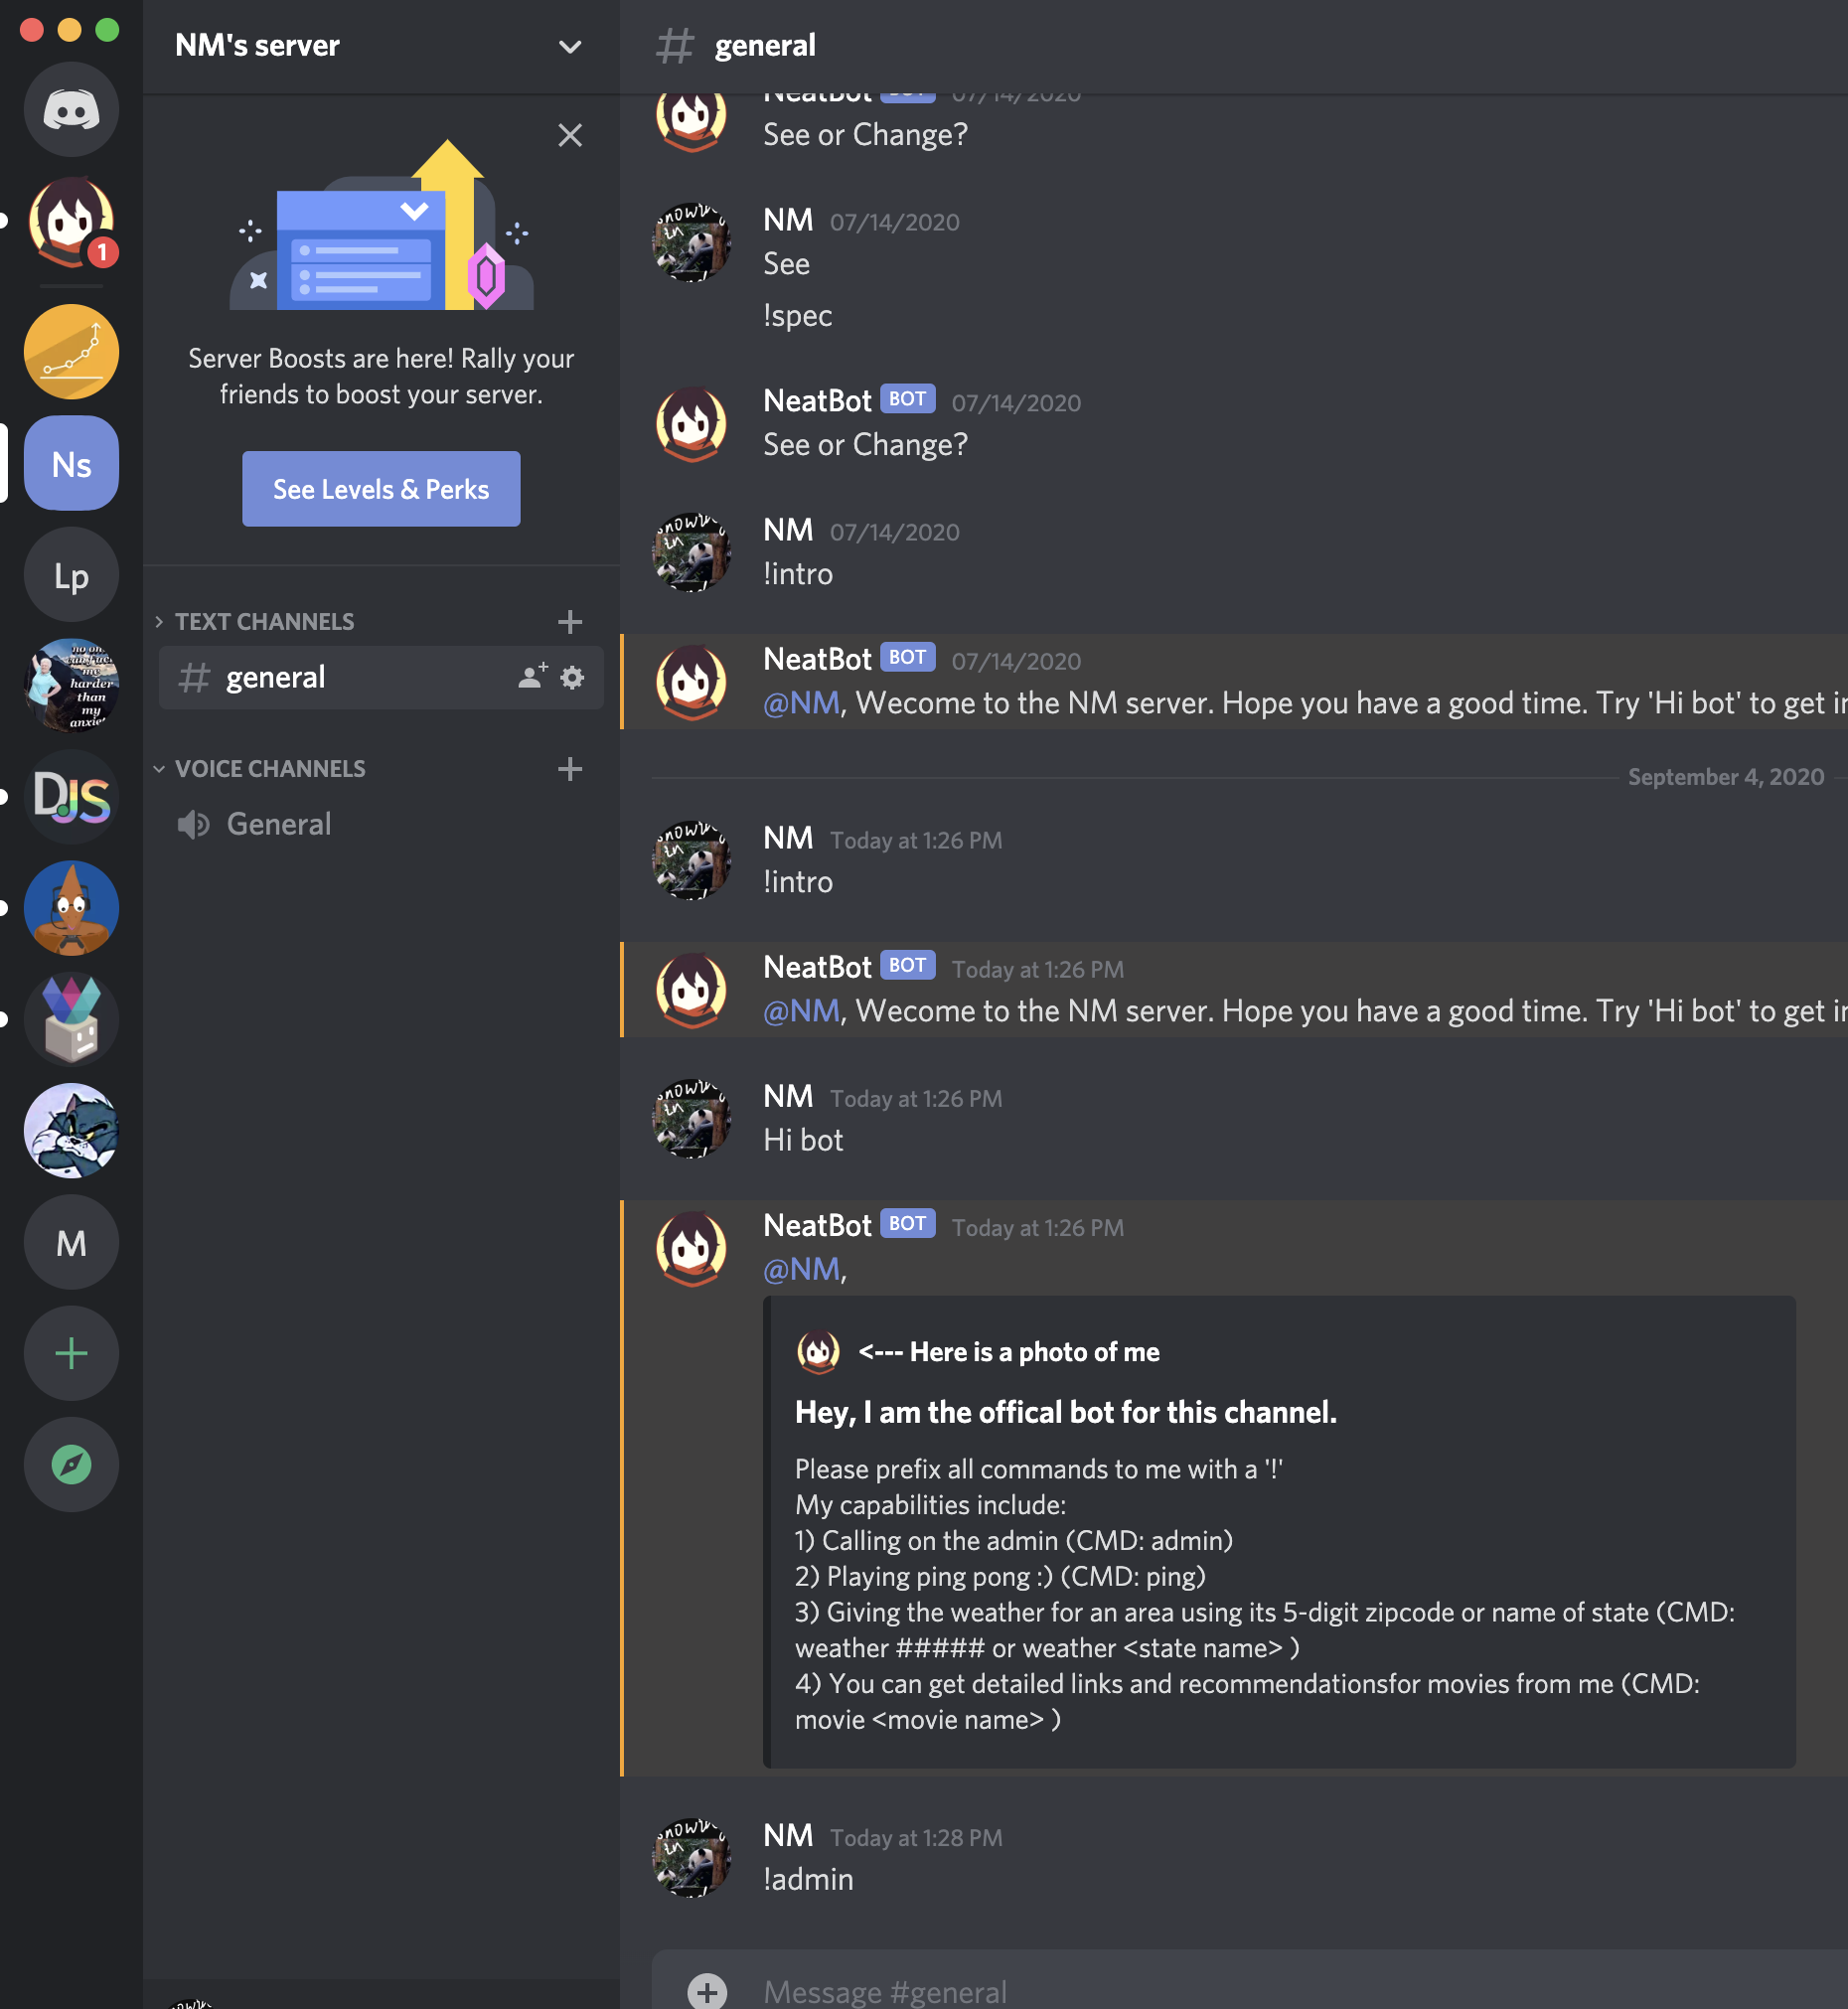 NM's server
general
NeatBot BOT 07/14/2020
See or Change?
1
NM 07/14/2020
See
!spec
Server Boosts are here! Rally your
friends to boost your server.
See Levels & Perks
NeatBot BOT 07/14/2020
See or Change?
Ns
NM 07/14/2020
!intro
Lp
TEXT CHANNELS
general
harder
than
my
NeatBot BOT 07/14/2020
@NM, Wecome to the NM server. Hope you have a good time. Try 'Hi bot' to get
VOICE CHANNELS
General
DJS
September 4, 2020
NM Today at 1:26 PM
!intro
NeatBot BOT Today at 1:26 PM
@NM, Wecome to the NM server. Hope you have a good time. Try 'Hi bot' to get
NM Today at 1:26 PM
Hi bot
M
NeatBot BOT Today at 1:26 PM
@NM,
<--- Here is a photo of me
Hey, I am the offical bot for this channel.
Please prefix all commands to me with a '!'
My capabilities include:
1) Calling on the admin (CMD: admin)
2) Playing ping pong :) (CMD: ping)
3) Giving the weather for an area using its 5-digit zipcode or name of state (CMD:
weather ##### or weather <state name> )
4) You can get detailed links and recommendationsfor movies from me (CMD:
movie <movie name> )
NM Today at 1:28 PM
!admin
Message #general